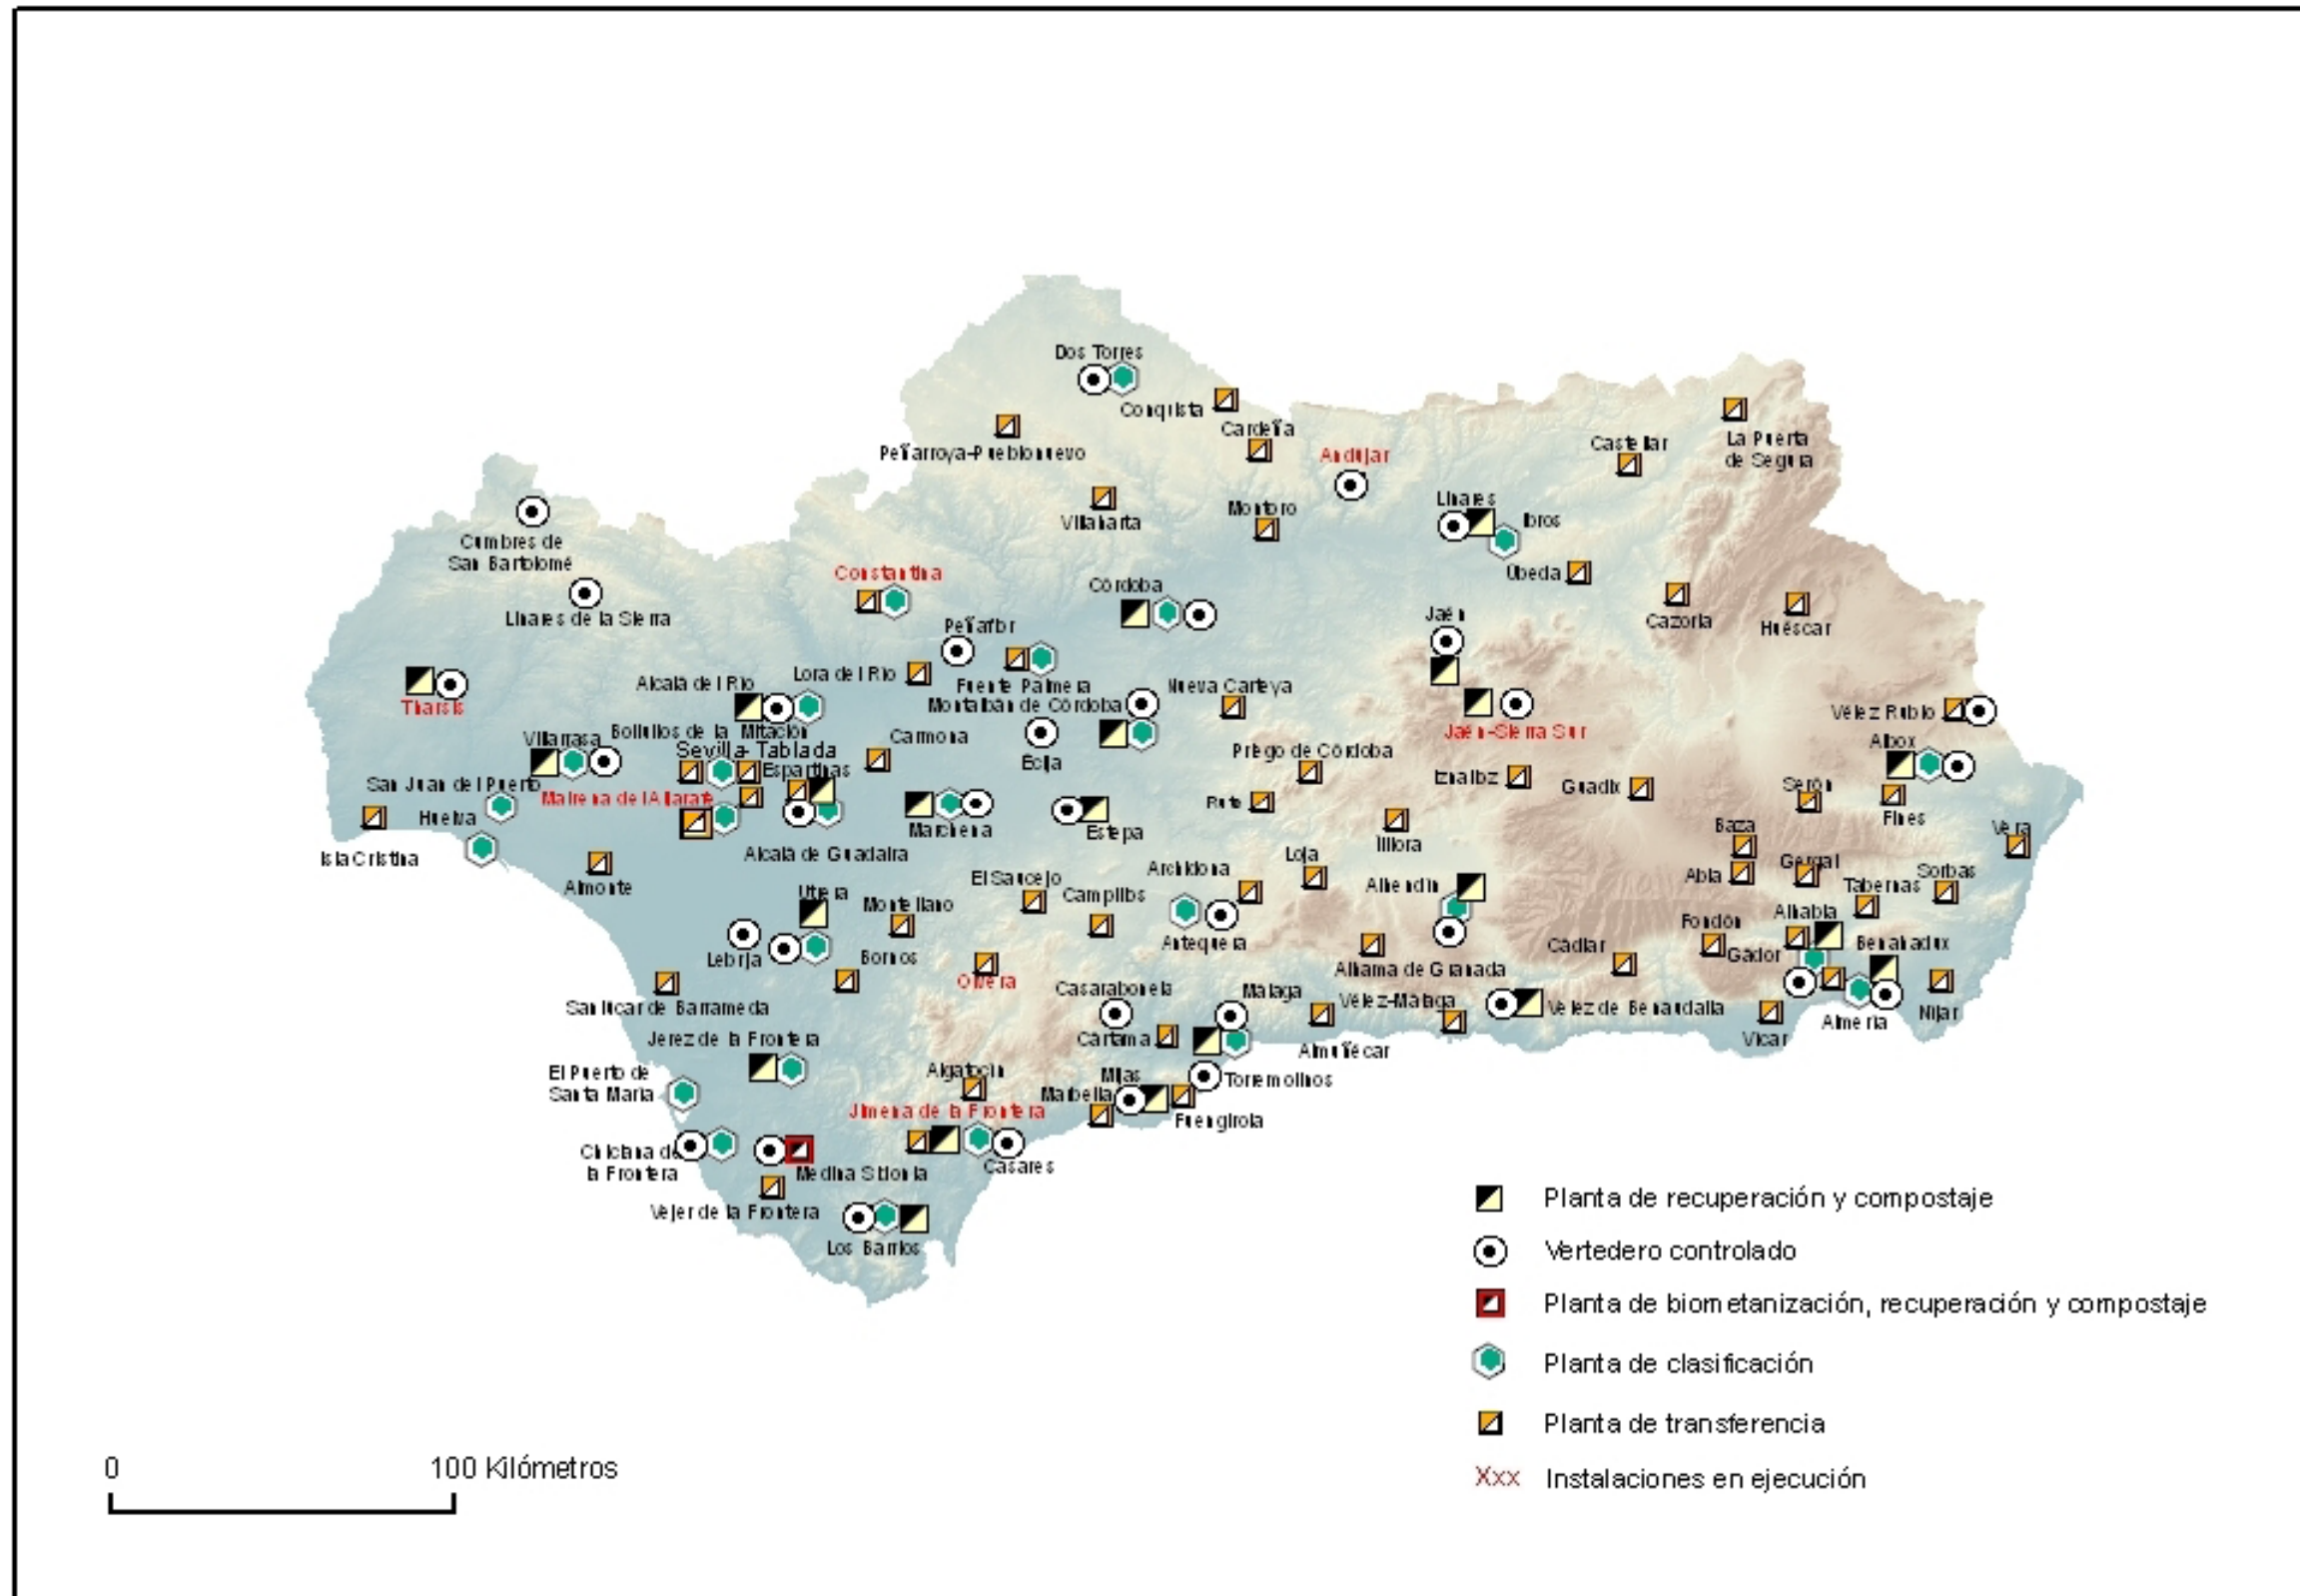 Dos Torres
Conquista
Cardeña
Peñarroya-Pueblonuevo
Andújar
Castellar
La Puerta
de Segura
Villaharta
Montoro
Linares
Ibros
Cumbres de
San Bartolomé
Constantina
Córdoba
Úbeda
Linares de la Sierra
Peñaflor
Jaén
Cazorla
Huéscar
Alcalá del Río
Lora del Río
Fuente Palmera
Nueva Carteya
Tharsis
Montalbán de Córdoba
Vélez Rubio
Villarrasa
Bollullos de la Mitación
Jaén-Sierra Sur
Sevilla-Tablada
Carmona
Écija
Priego de Córdoba
Albox
Espartinas
San Juan del Puerto
Mairena del Aljarafe
Iznalloz
Guadix
Serón
Huelva
Marchena
Estepa
Rute
Fines
Isla Cristina
Alcalá de Guadaira
Illora
Baza
Vera
Almonte
Archidona
Loja
Abla
Gergal
Sorbas
Utrera
El Saucejo
Campillos
Alhendín
Tabernas
Montellano
Alhabia
Antequera
Fondón
Benahadux
Lebrija
Bornos
Cádiar
Gádor
Olvera
Alhama de Granada
Sanlúcar de Barrameda
Casarabonela
Málaga
Vélez-Málaga
Vélez de Benaudalla
Almería
Níjar
Jerez de la Frontera
Cártama
Almuñécar
Vícar
El Puerto de
Santa María
Algatocín
Mijas
Torremolinos
Marbella
Jimena de la Frontera
Fuengirola
Chiclana de
la Frontera
Medina Sidonia
Casares
Vejer de la Frontera
Los Barrios
Planta de recuperación y compostaje
Vertedero controlado
Planta de biometanización, recuperación y compostaje
Planta de clasificación
Planta de transferencia
Xxx Instalaciones en ejecución
0 100 Kilómetros